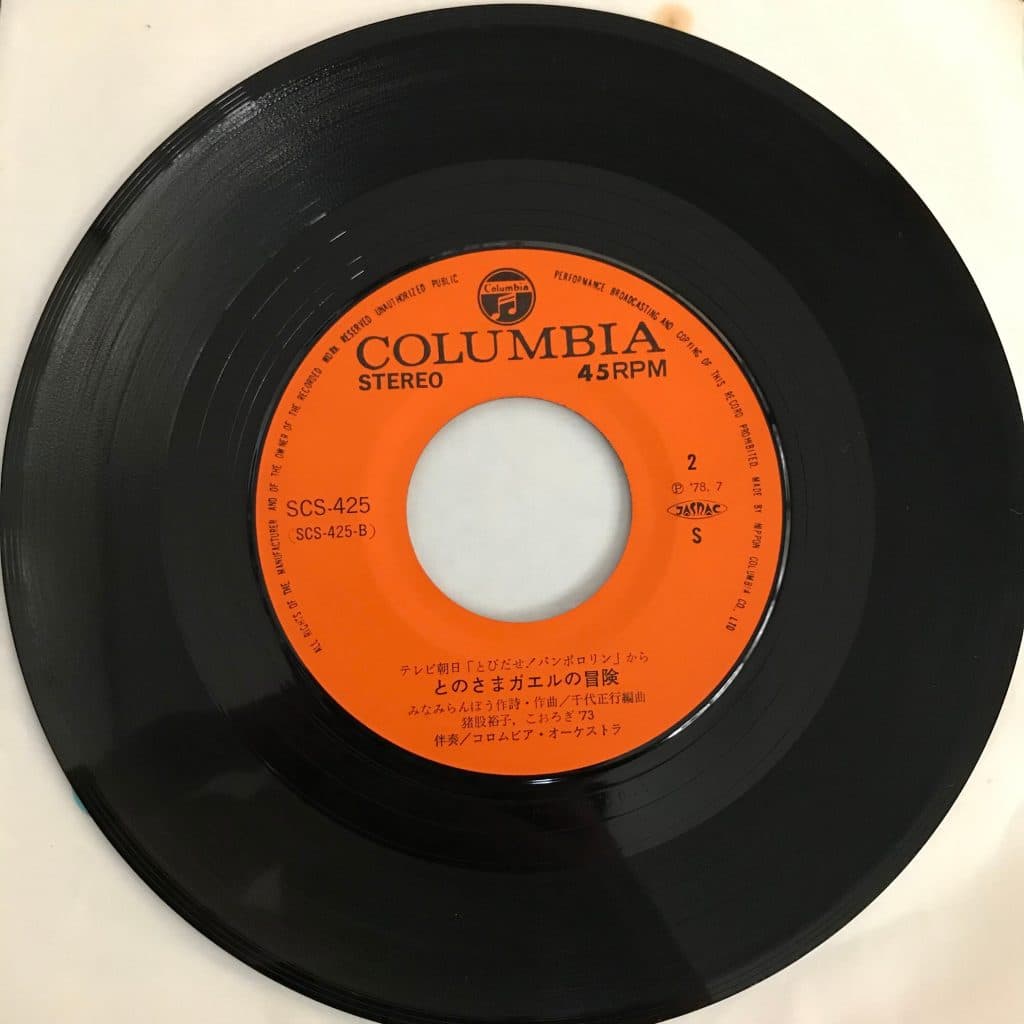 Columbia
COLUMBIA
STEREO 45RPM
SCS-425
(SCS-425-B)
2
Ⓟ '78. 7
JASRAC
S
テレビ朝日「とびだせ!パンポロリン」から
とのさまガエルの冒険
みなみらんぼう作詩・作曲/千代正行編曲
猪股裕子, こおろぎ'73
伴奏/コロムビア・オーケストラ
ALL RIGHTS OF THE MANUFACTURER AND OF THE OWNER OF THE RECORDED WORK RESERVED UNAUTHORIZED PUBLIC PERFORMANCE BROADCASTING AND COPYING OF THIS RECORD PROHIBITED. MADE BY NIPPON COLUMBIA CO., LTD